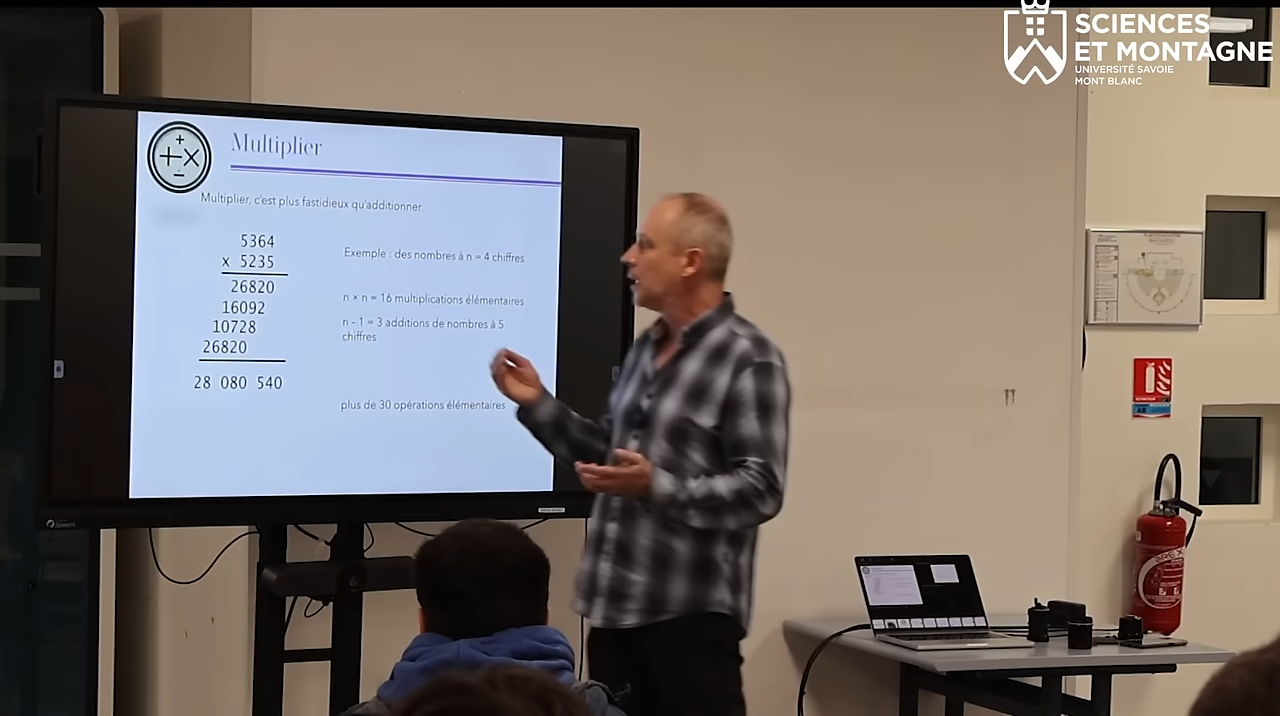 SCIENCES
ET MONTAGNE
UNIVERSITÉ SAVOIE
MONT BLANC
Multiplier
Multiplier, c'est plus fastidieux qu'additionner
5364
x 5235
26820
16092
10728
26820
28 080 540
Exemple : des nombres à n = 4 chiffres
n × n = 16 multiplications élémentaires
n - 1 = 3 additions de nombres à 5
chiffres
plus de 30 opérations élémentaires